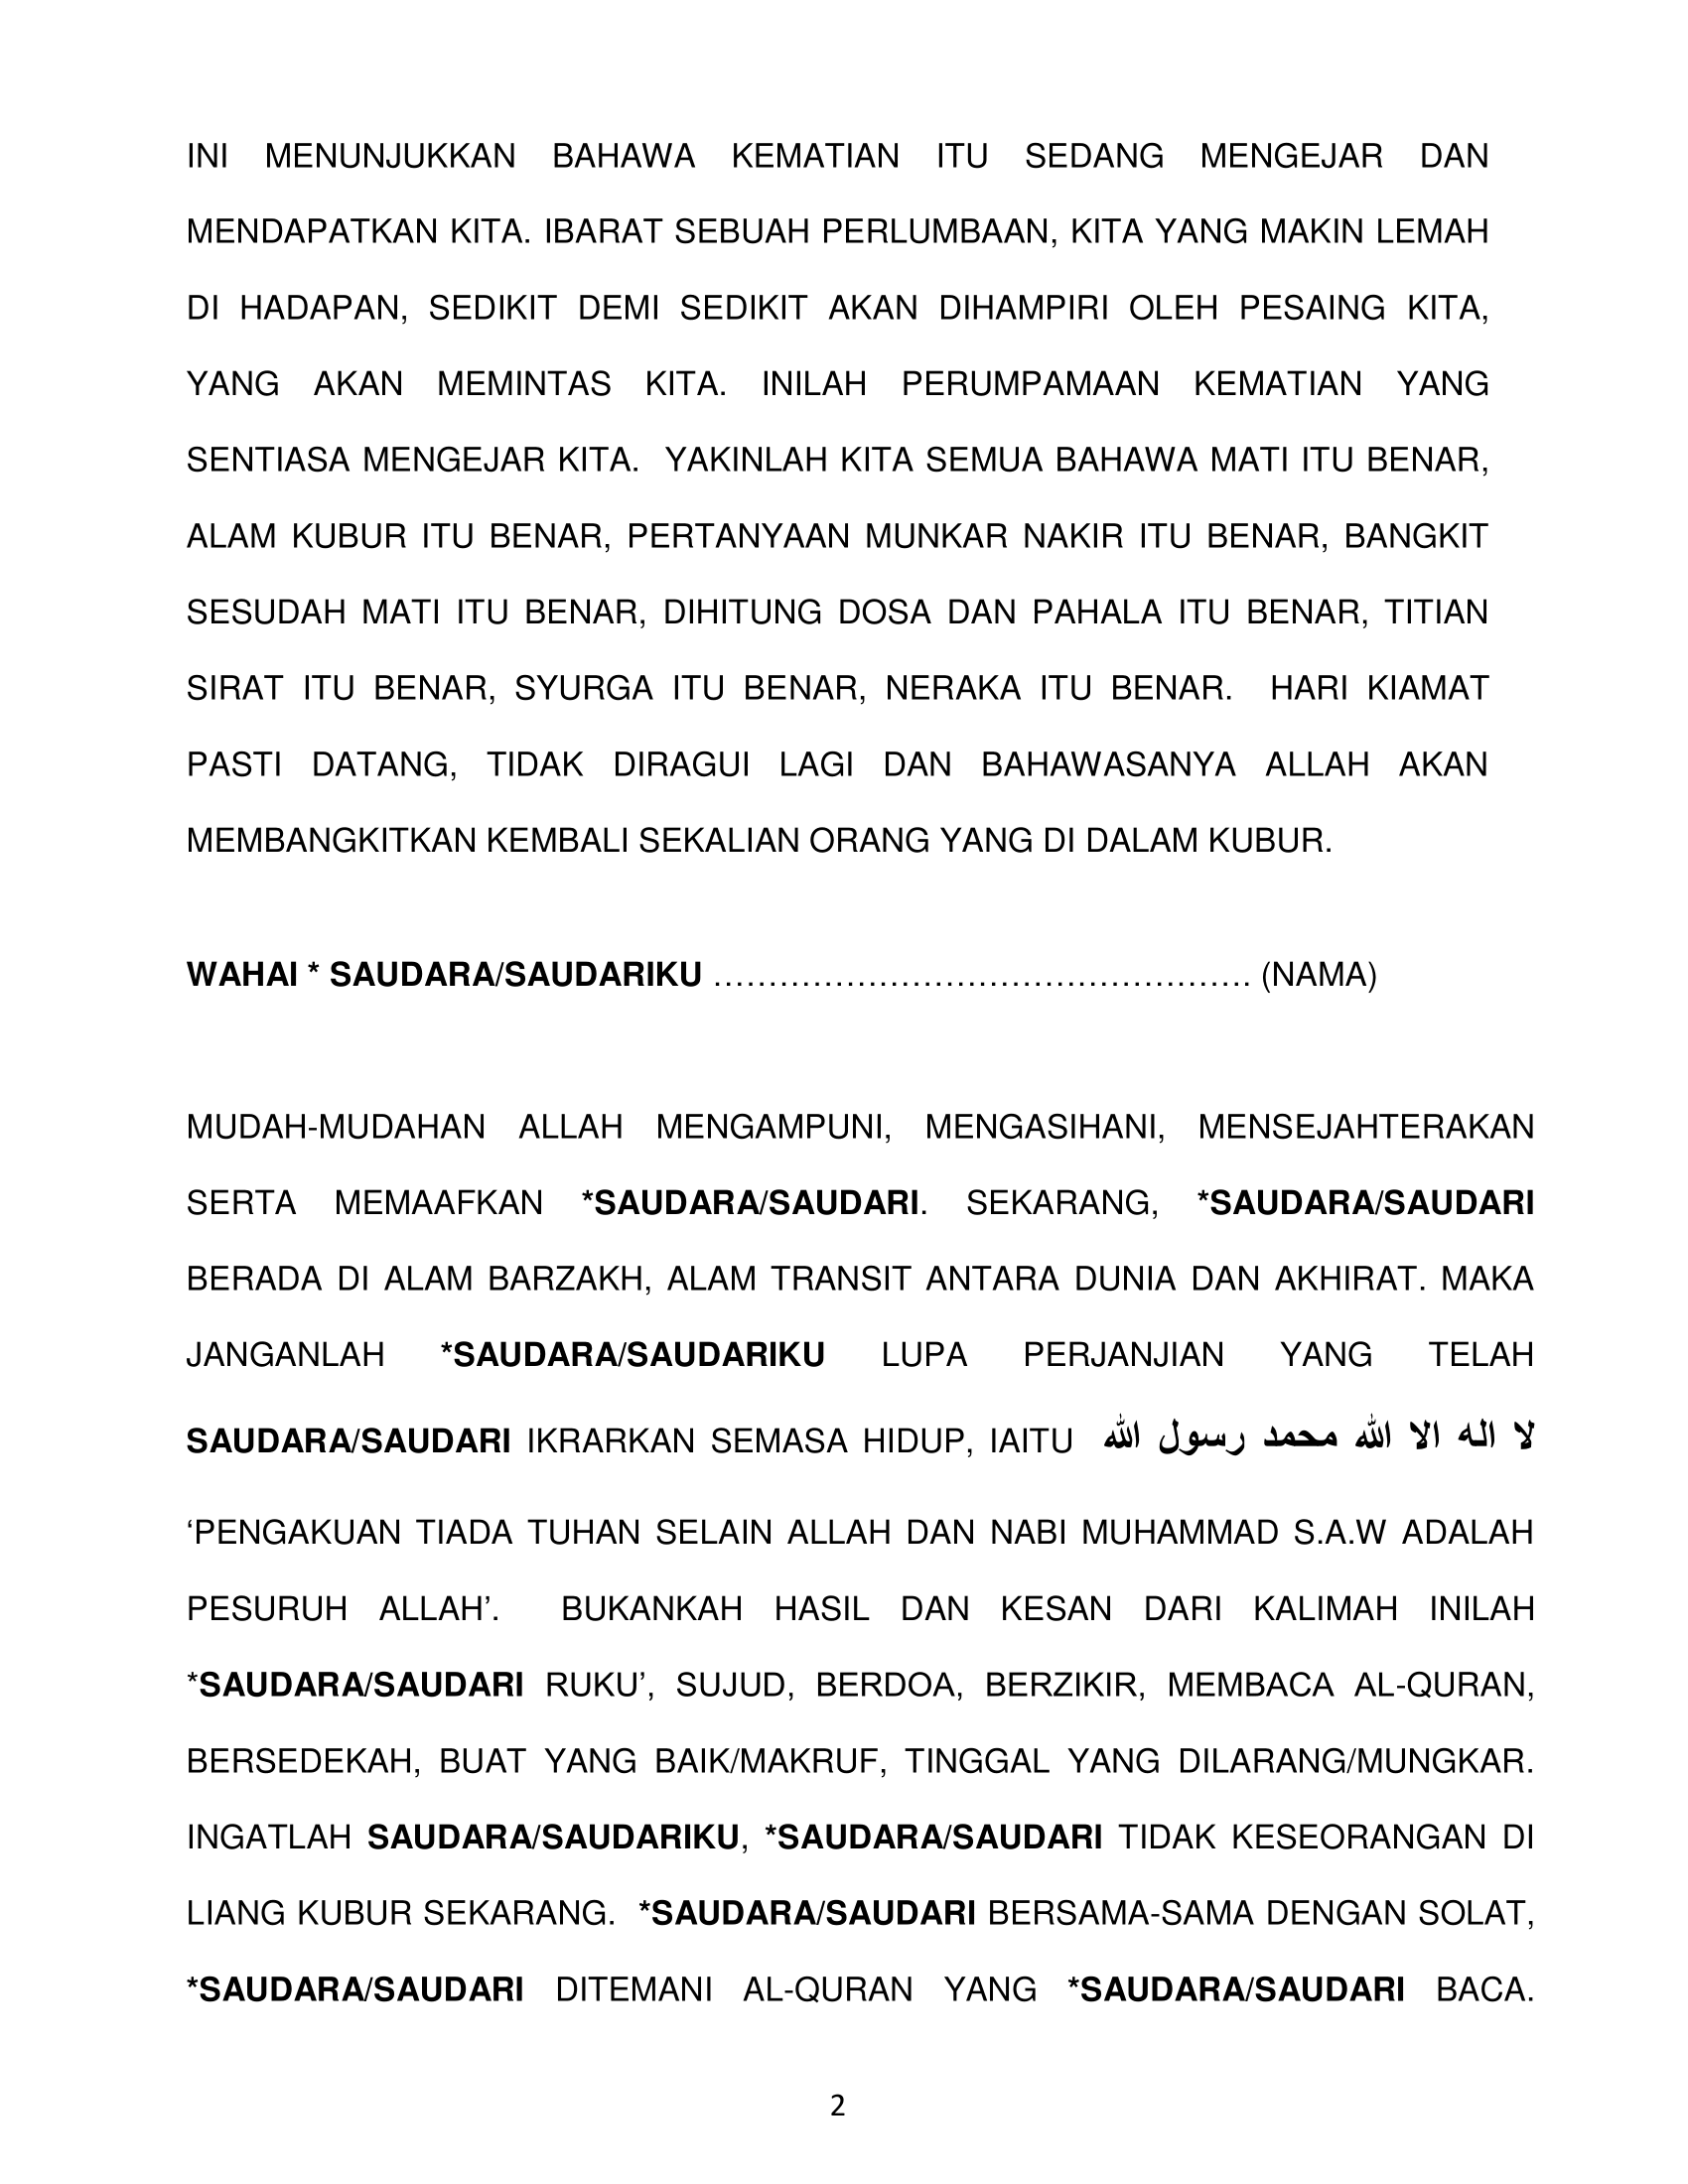 INI MENUNJUKKAN BAHAWA KEMATIAN ITU SEDANG MENGEJAR DAN
MENDAPATKAN KITA. IBARAT SEBUAH PERLUMBAAN, KITA YANG MAKIN LEMAH
DI HADAPAN, SEDIKIT DEMI SEDIKIT AKAN DIHAMPIRI OLEH PESAING KITA,
YANG AKAN MEMINTAS KITA. INILAH PERUMPAMAAN KEMATIAN YANG
SENTIASA MENGEJAR KITA. YAKINLAH KITA SEMUA BAHAWA MATI ITU BENAR,
ALAM KUBUR ITU BENAR, PERTANYAAN MUNKAR NAKIR ITU BENAR, BANGKIT
SESUDAH MATI ITU BENAR, DIHITUNG DOSA DAN PAHALA ITU BENAR, TITIAN
SIRAT ITU BENAR, SYURGA ITU BENAR, NERAKA ITU BENAR. HARI KIAMAT
PASTI DATANG, TIDAK DIRAGUI LAGI DAN BAHAWASANYA ALLAH AKAN
MEMBANGKITKAN KEMBALI SEKALIAN ORANG YANG DI DALAM KUBUR.
WAHAI * SAUDARA/SAUDARIKU …………………………………………. (NAMA)
MUDAH-MUDAHAN ALLAH MENGAMPUNI, MENGASIHANI, MENSEJAHTERAKAN
SERTA MEMAAFKAN *SAUDARA/SAUDARI. SEKARANG, *SAUDARA/SAUDARI
BERADA DI ALAM BARZAKH, ALAM TRANSIT ANTARA DUNIA DAN AKHIRAT. MAKA
JANGANLAH *SAUDARA/SAUDARIKU LUPA PERJANJIAN YANG TELAH
SAUDARA/SAUDARI IKRARKAN SEMASA HIDUP, IAITU لا اله الا الله محمد رسول الله
‘PENGAKUAN TIADA TUHAN SELAIN ALLAH DAN NABI MUHAMMAD S.A.W ADALAH
PESURUH ALLAH’. BUKANKAH HASIL DAN KESAN DARI KALIMAH INILAH
*SAUDARA/SAUDARI RUKU’, SUJUD, BERDOA, BERZIKIR, MEMBACA AL-QURAN,
BERSEDEKAH, BUAT YANG BAIK/MAKRUF, TINGGAL YANG DILARANG/MUNGKAR.
INGATLAH SAUDARA/SAUDARIKU, *SAUDARA/SAUDARI TIDAK KESEORANGAN DI
LIANG KUBUR SEKARANG. *SAUDARA/SAUDARI BERSAMA-SAMA DENGAN SOLAT,
*SAUDARA/SAUDARI DITEMANI AL-QURAN YANG *SAUDARA/SAUDARI BACA.
2